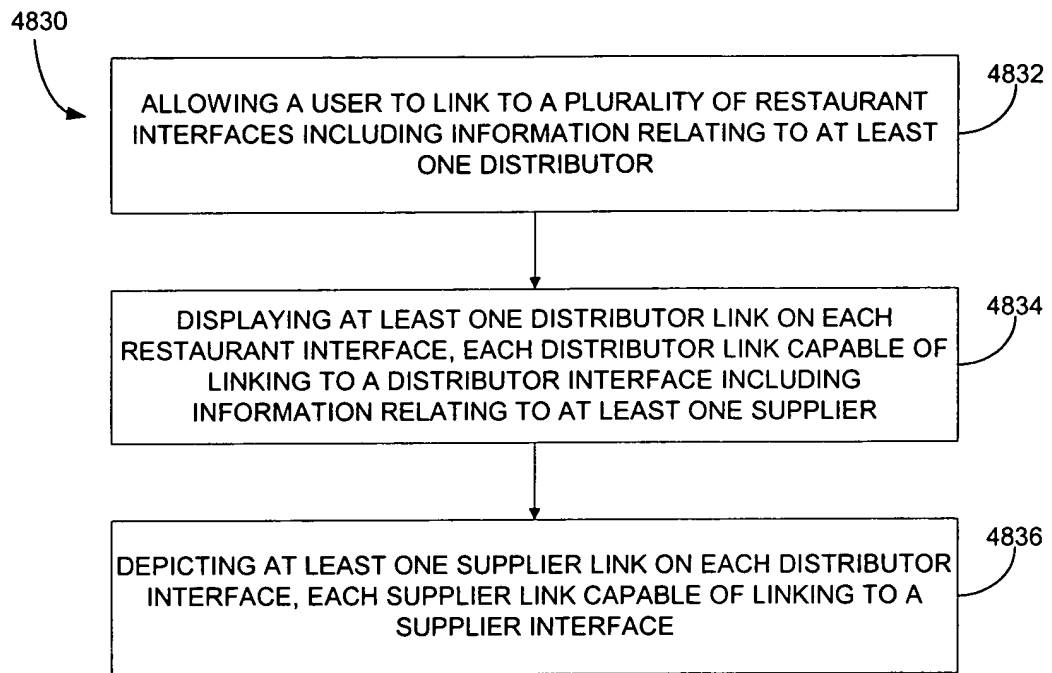 4830
4832
ALLOWING A USER TO LINK TO A PLURALITY OF RESTAURANT
INTERFACES INCLUDING INFORMATION RELATING TO AT LEAST
ONE DISTRIBUTOR
4834
DISPLAYING AT LEAST ONE DISTRIBUTOR LINK ON EACH
RESTAURANT INTERFACE, EACH DISTRIBUTOR LINK CAPABLE OF
LINKING TO A DISTRIBUTOR INTERFACE INCLUDING
INFORMATION RELATING TO AT LEAST ONE SUPPLIER
4836
DEPICTING AT LEAST ONE SUPPLIER LINK ON EACH DISTRIBUTOR
INTERFACE, EACH SUPPLIER LINK CAPABLE OF LINKING TO A
SUPPLIER INTERFACE